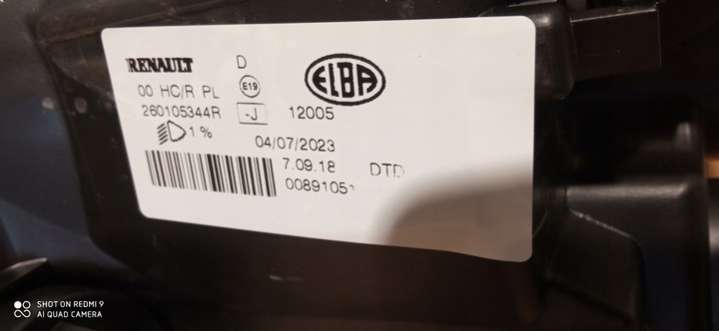 RENAULT D
ELBA
00 HC/R PL E19
260105344R -J 12005
1%
04/07/2023
7.09.18 DTD
0089105
SHOT ON REDMI 9
AI QUAD CAMERA